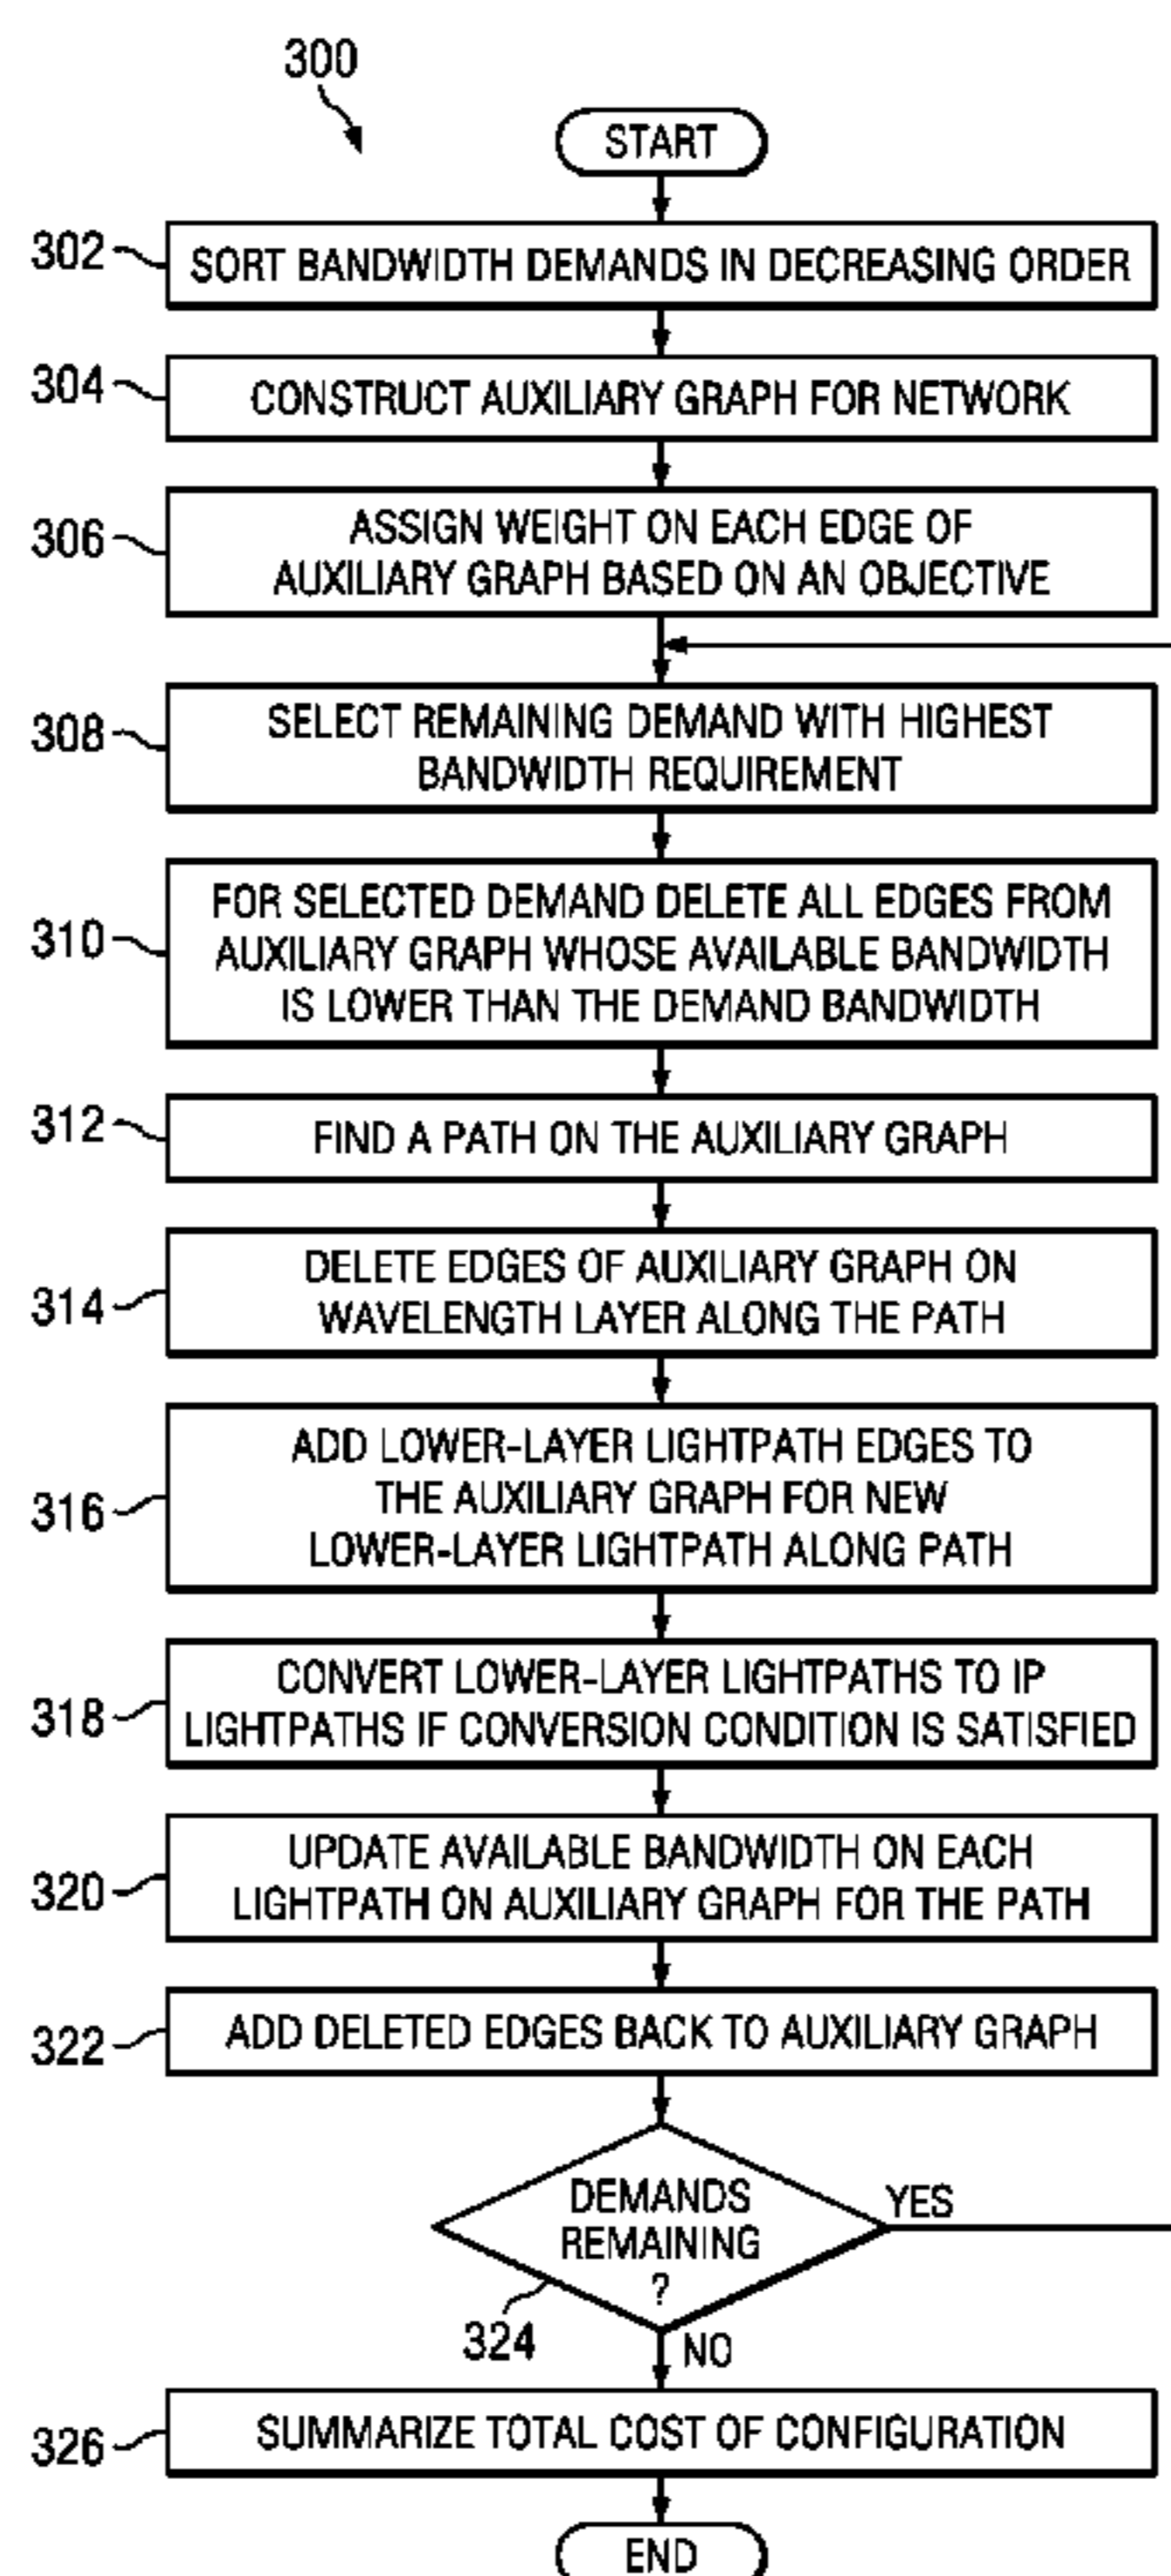 300
START
302
SORT BANDWIDTH DEMANDS IN DECREASING ORDER
304
CONSTRUCT AUXILIARY GRAPH FOR NETWORK
306
ASSIGN WEIGHT ON EACH EDGE OF
AUXILIARY GRAPH BASED ON AN OBJECTIVE
308
SELECT REMAINING DEMAND WITH HIGHEST
BANDWIDTH REQUIREMENT
310
FOR SELECTED DEMAND DELETE ALL EDGES FROM
AUXILIARY GRAPH WHOSE AVAILABLE BANDWIDTH
IS LOWER THAN THE DEMAND BANDWIDTH
312
FIND A PATH ON THE AUXILIARY GRAPH
314
DELETE EDGES OF AUXILIARY GRAPH ON
WAVELENGTH LAYER ALONG THE PATH
316
ADD LOWER-LAYER LIGHTPATH EDGES TO
THE AUXILIARY GRAPH FOR NEW
LOWER-LAYER LIGHTPATH ALONG PATH
318
CONVERT LOWER-LAYER LIGHTPATHS TO IP
LIGHTPATHS IF CONVERSION CONDITION IS SATISFIED
320
UPDATE AVAILABLE BANDWIDTH ON EACH
LIGHTPATH ON AUXILIARY GRAPH FOR THE PATH
322
ADD DELETED EDGES BACK TO AUXILIARY GRAPH
DEMANDS
REMAINING
?
YES
324
NO
326
SUMMARIZE TOTAL COST OF CONFIGURATION
END